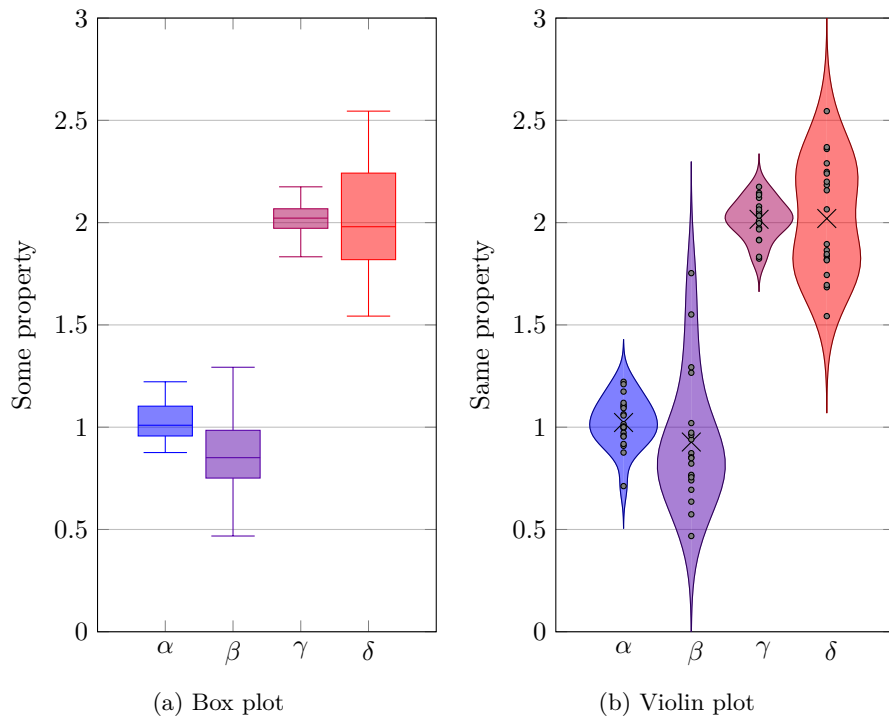 3
2.5
2
1.5
1
0.5
0
Some property
α
β
γ
δ
(a) Box plot
3
2.5
2
1.5
1
0.5
0
Same property
α
β
γ
δ
(b) Violin plot